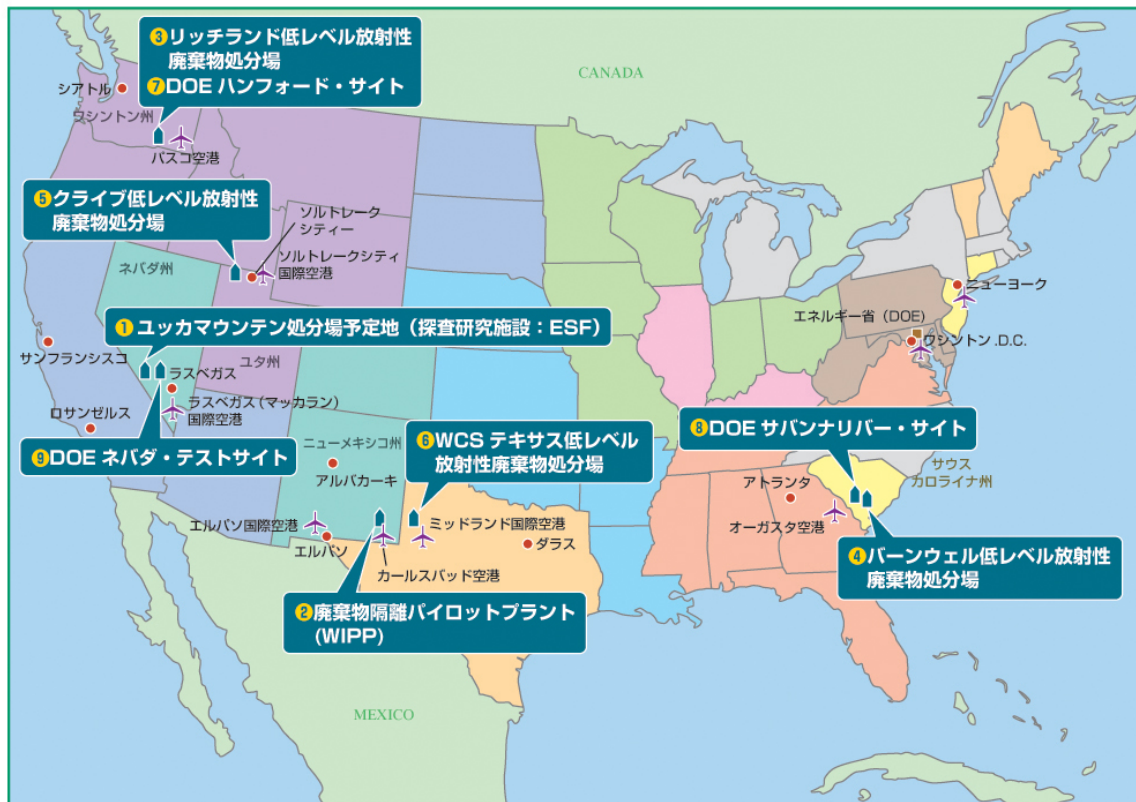 ❸リッチランド低レベル放射性
廃棄物処分場
❼DOE ハンフォード・サイト
CANADA
シアトル
ワシントン州
パスコ空港
❺クライブ低レベル放射性
廃棄物処分場
ソルトレーク
シティー
ソルトレークシティ
国際空港
ネバダ州
ニューヨーク
エネルギー省（DOE）
ワシントン.D.C.
❶ユッカマウンテン処分場予定地（探査研究施設：ESF）
サンフランシスコ
ユタ州
ラスベガス
ラスベガス（マッカラン）
国際空港
ロサンゼルス
❾DOE ネバダ・テストサイト
ニューメキシコ州
アルバカーキ
❻WCS テキサス低レベル
放射性廃棄物処分場
❽DOE サバンナリバー・サイト
サウス
カロライナ州
アトランタ
オーガスタ空港
エルパソ国際空港
エルパソ
ミッドランド国際空港
ダラス
カールスバッド空港
❹バーンウェル低レベル放射性
廃棄物処分場
❷廃棄物隔離パイロットプラント
(WIPP)
MEXICO